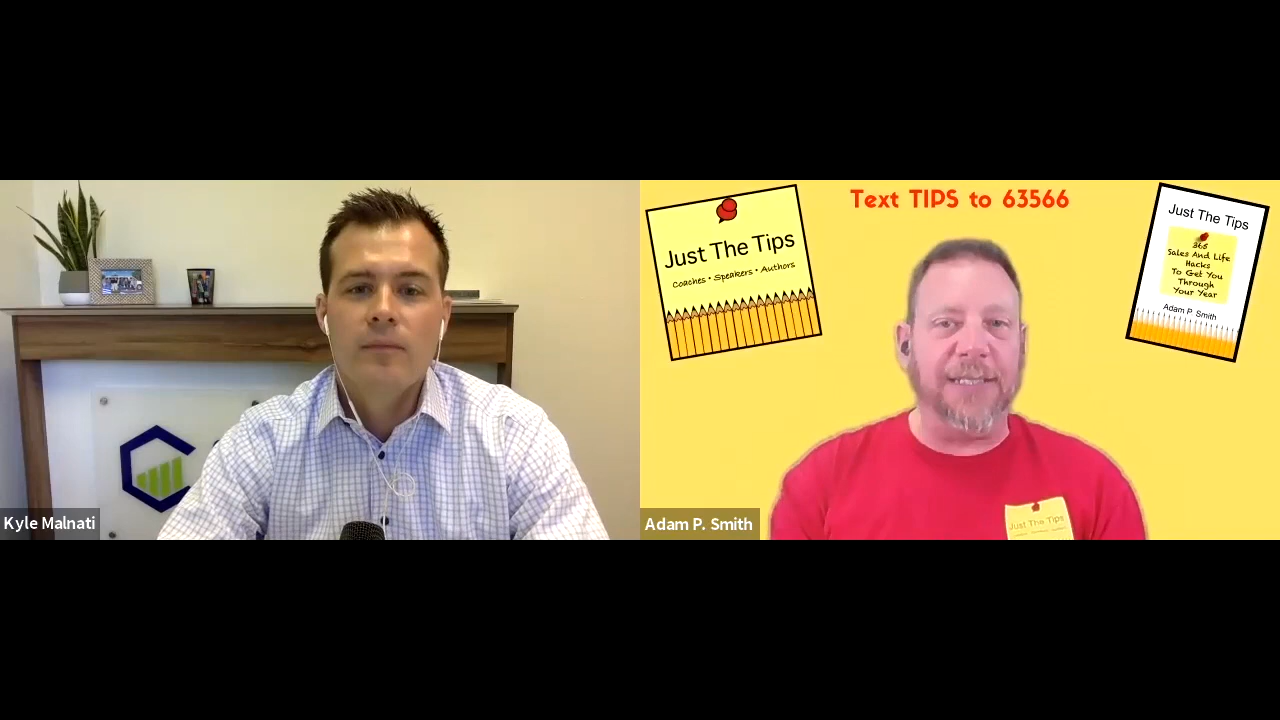 Text TIPS to 63566
Just The Tips
Coaches • Speakers • Authors
Just The Tips
365
Sales And Life
Hacks
To Get You
Through
Your Year
Adam P. Smith
Just The Tips
Kyle Malnati
Adam P. Smith